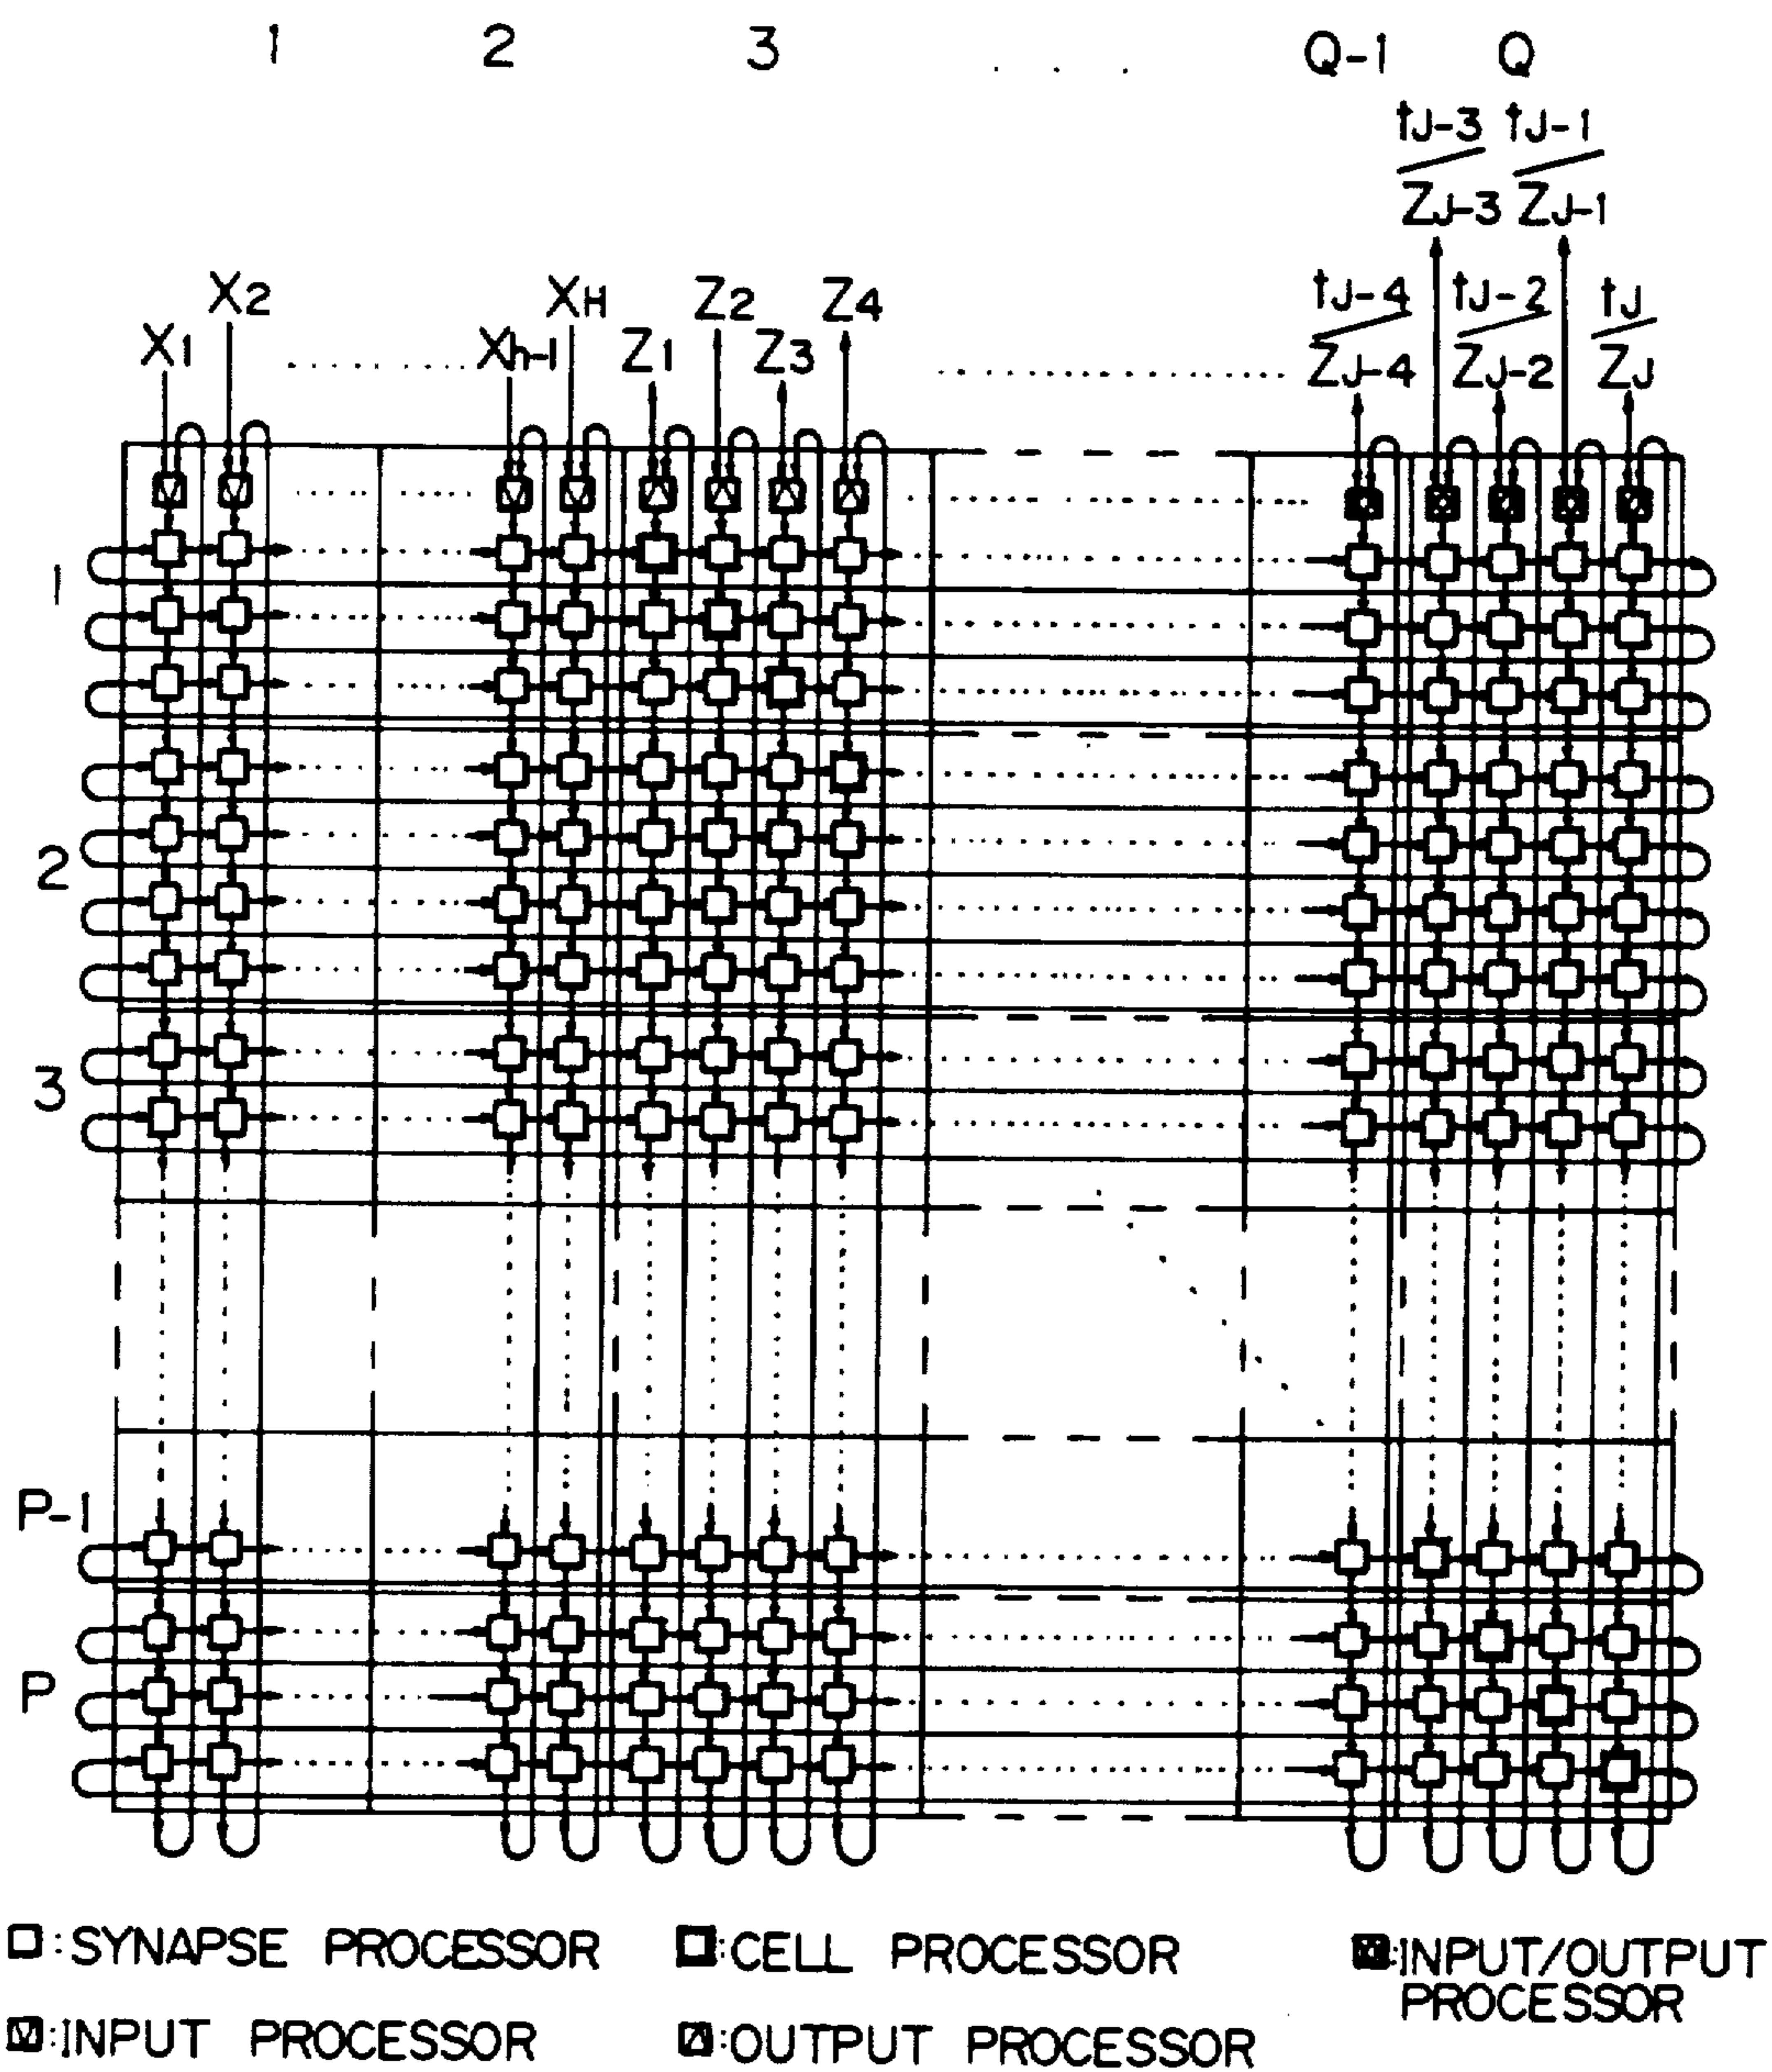 1 2 3 . . . Q-1 Q
tJ-3 tJ-1
ZJ-3 ZJ-1
X2 XH Z2 Z4 tJ-4 tJ-2 tJ
X1 Xh-1 Z1 Z3 ZJ-4 ZJ-2 ZJ
1
2
3
P-1
P
□:SYNAPSE PROCESSOR
CELL PROCESSOR
INPUT/OUTPUT
PROCESSOR
INPUT PROCESSOR
OUTPUT PROCESSOR